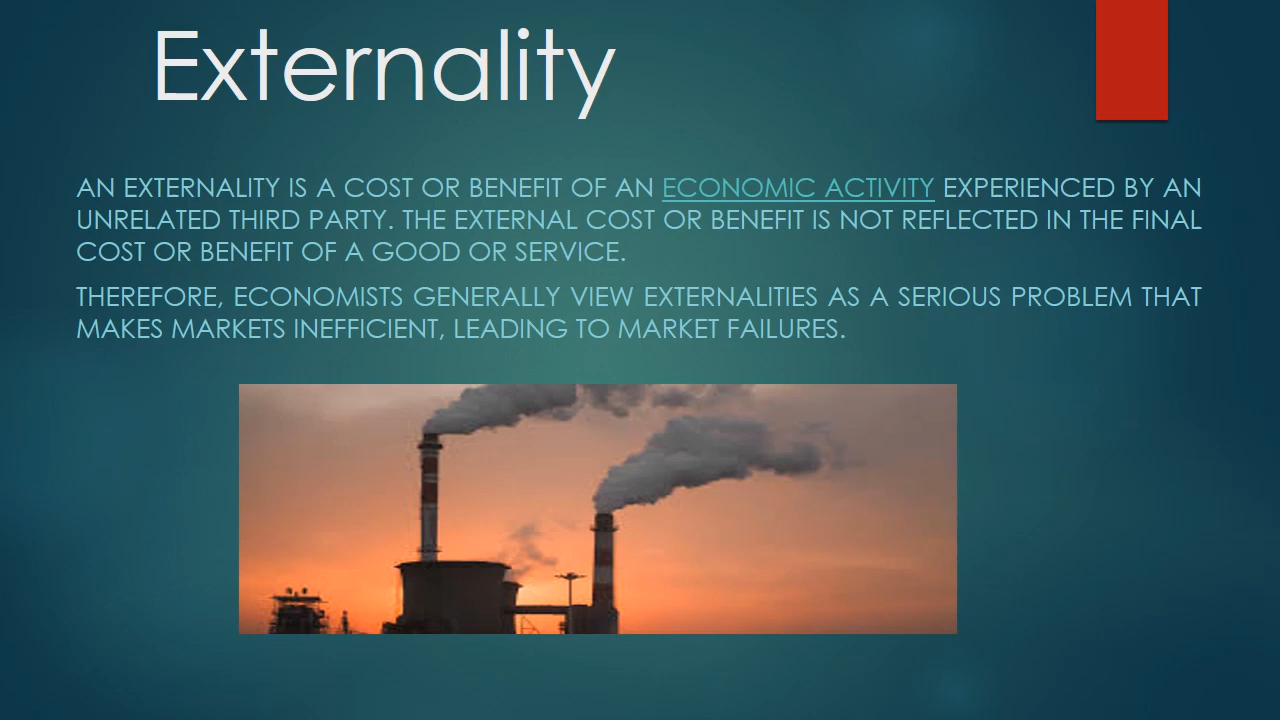 Externality
AN EXTERNALITY IS A COST OR BENEFIT OF AN ECONOMIC ACTIVITY EXPERIENCED BY AN
UNRELATED THIRD PARTY. THE EXTERNAL COST OR BENEFIT IS NOT REFLECTED IN THE FINAL
COST OR BENEFIT OF A GOOD OR SERVICE.
THEREFORE, ECONOMISTS GENERALLY VIEW EXTERNALITIES AS A SERIOUS PROBLEM THAT
MAKES MARKETS INEFFICIENT, LEADING TO MARKET FAILURES.